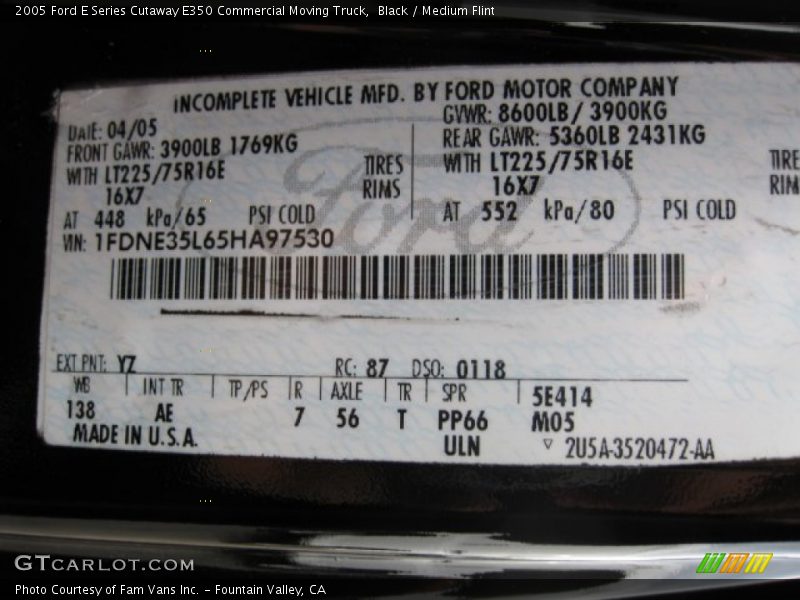 2005 Ford E Series Cutaway E350 Commercial Moving Truck, Black / Medium Flint
INCOMPLETE VEHICLE MFD. BY FORD MOTOR COMPANY
DATE: 04/05 GVWR: 8600LB / 3900KG
FRONT GAWR: 3900LB 1769KG REAR GAWR: 5360LB 2431KG
WITH LT225/75R16E TIRES WITH LT225/75R16E TIRE
16X7 RIMS 16X7 RIM
AT 448 kPa/65 PSI COLD AT 552 kPa/80 PSI COLD
VIN: 1FDNE35L65HA97530
Ford
EXT PNT: YZ RC: 87 DSO: 0118
WB INT TR TP/PS R AXLE TR SPR 5E414
138 AE 7 56 T PP66 M05
MADE IN U.S.A. ULN ▽ 2U5A-3520472-AA
GTCARLOT.COM
Photo Courtesy of Fam Vans Inc. - Fountain Valley, CA